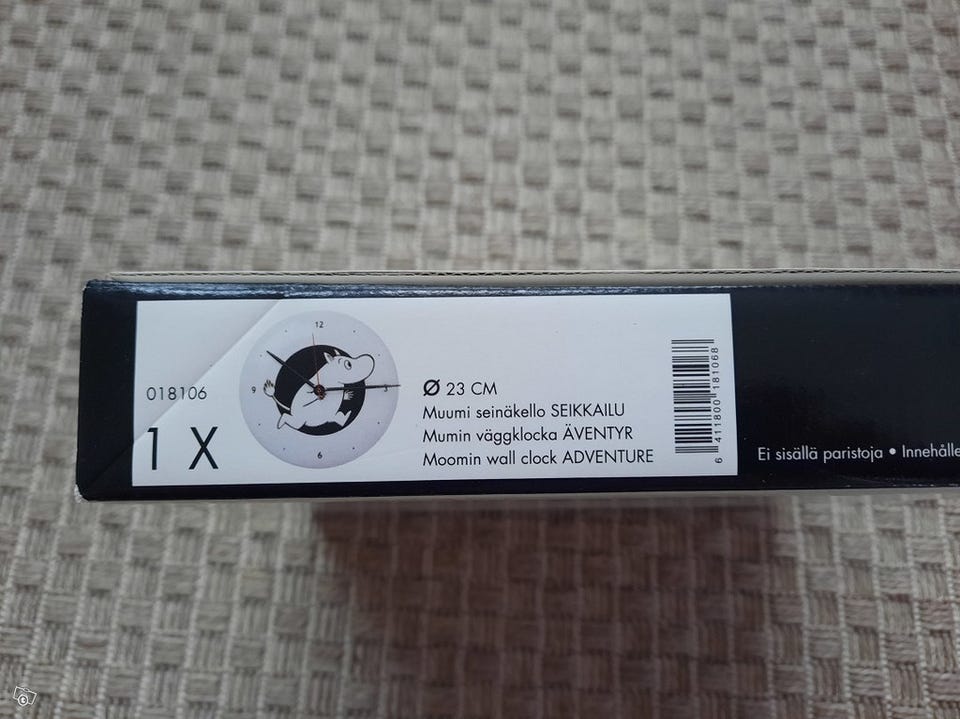 018106
1 X
12
9
3
6
Ø 23 CM
Muumi seinäkello SEIKKAILU
Mumin väggklocka ÄVENTYR
Moomin wall clock ADVENTURE
6 411800 181068
Ei sisällä paristoja • Innehålle